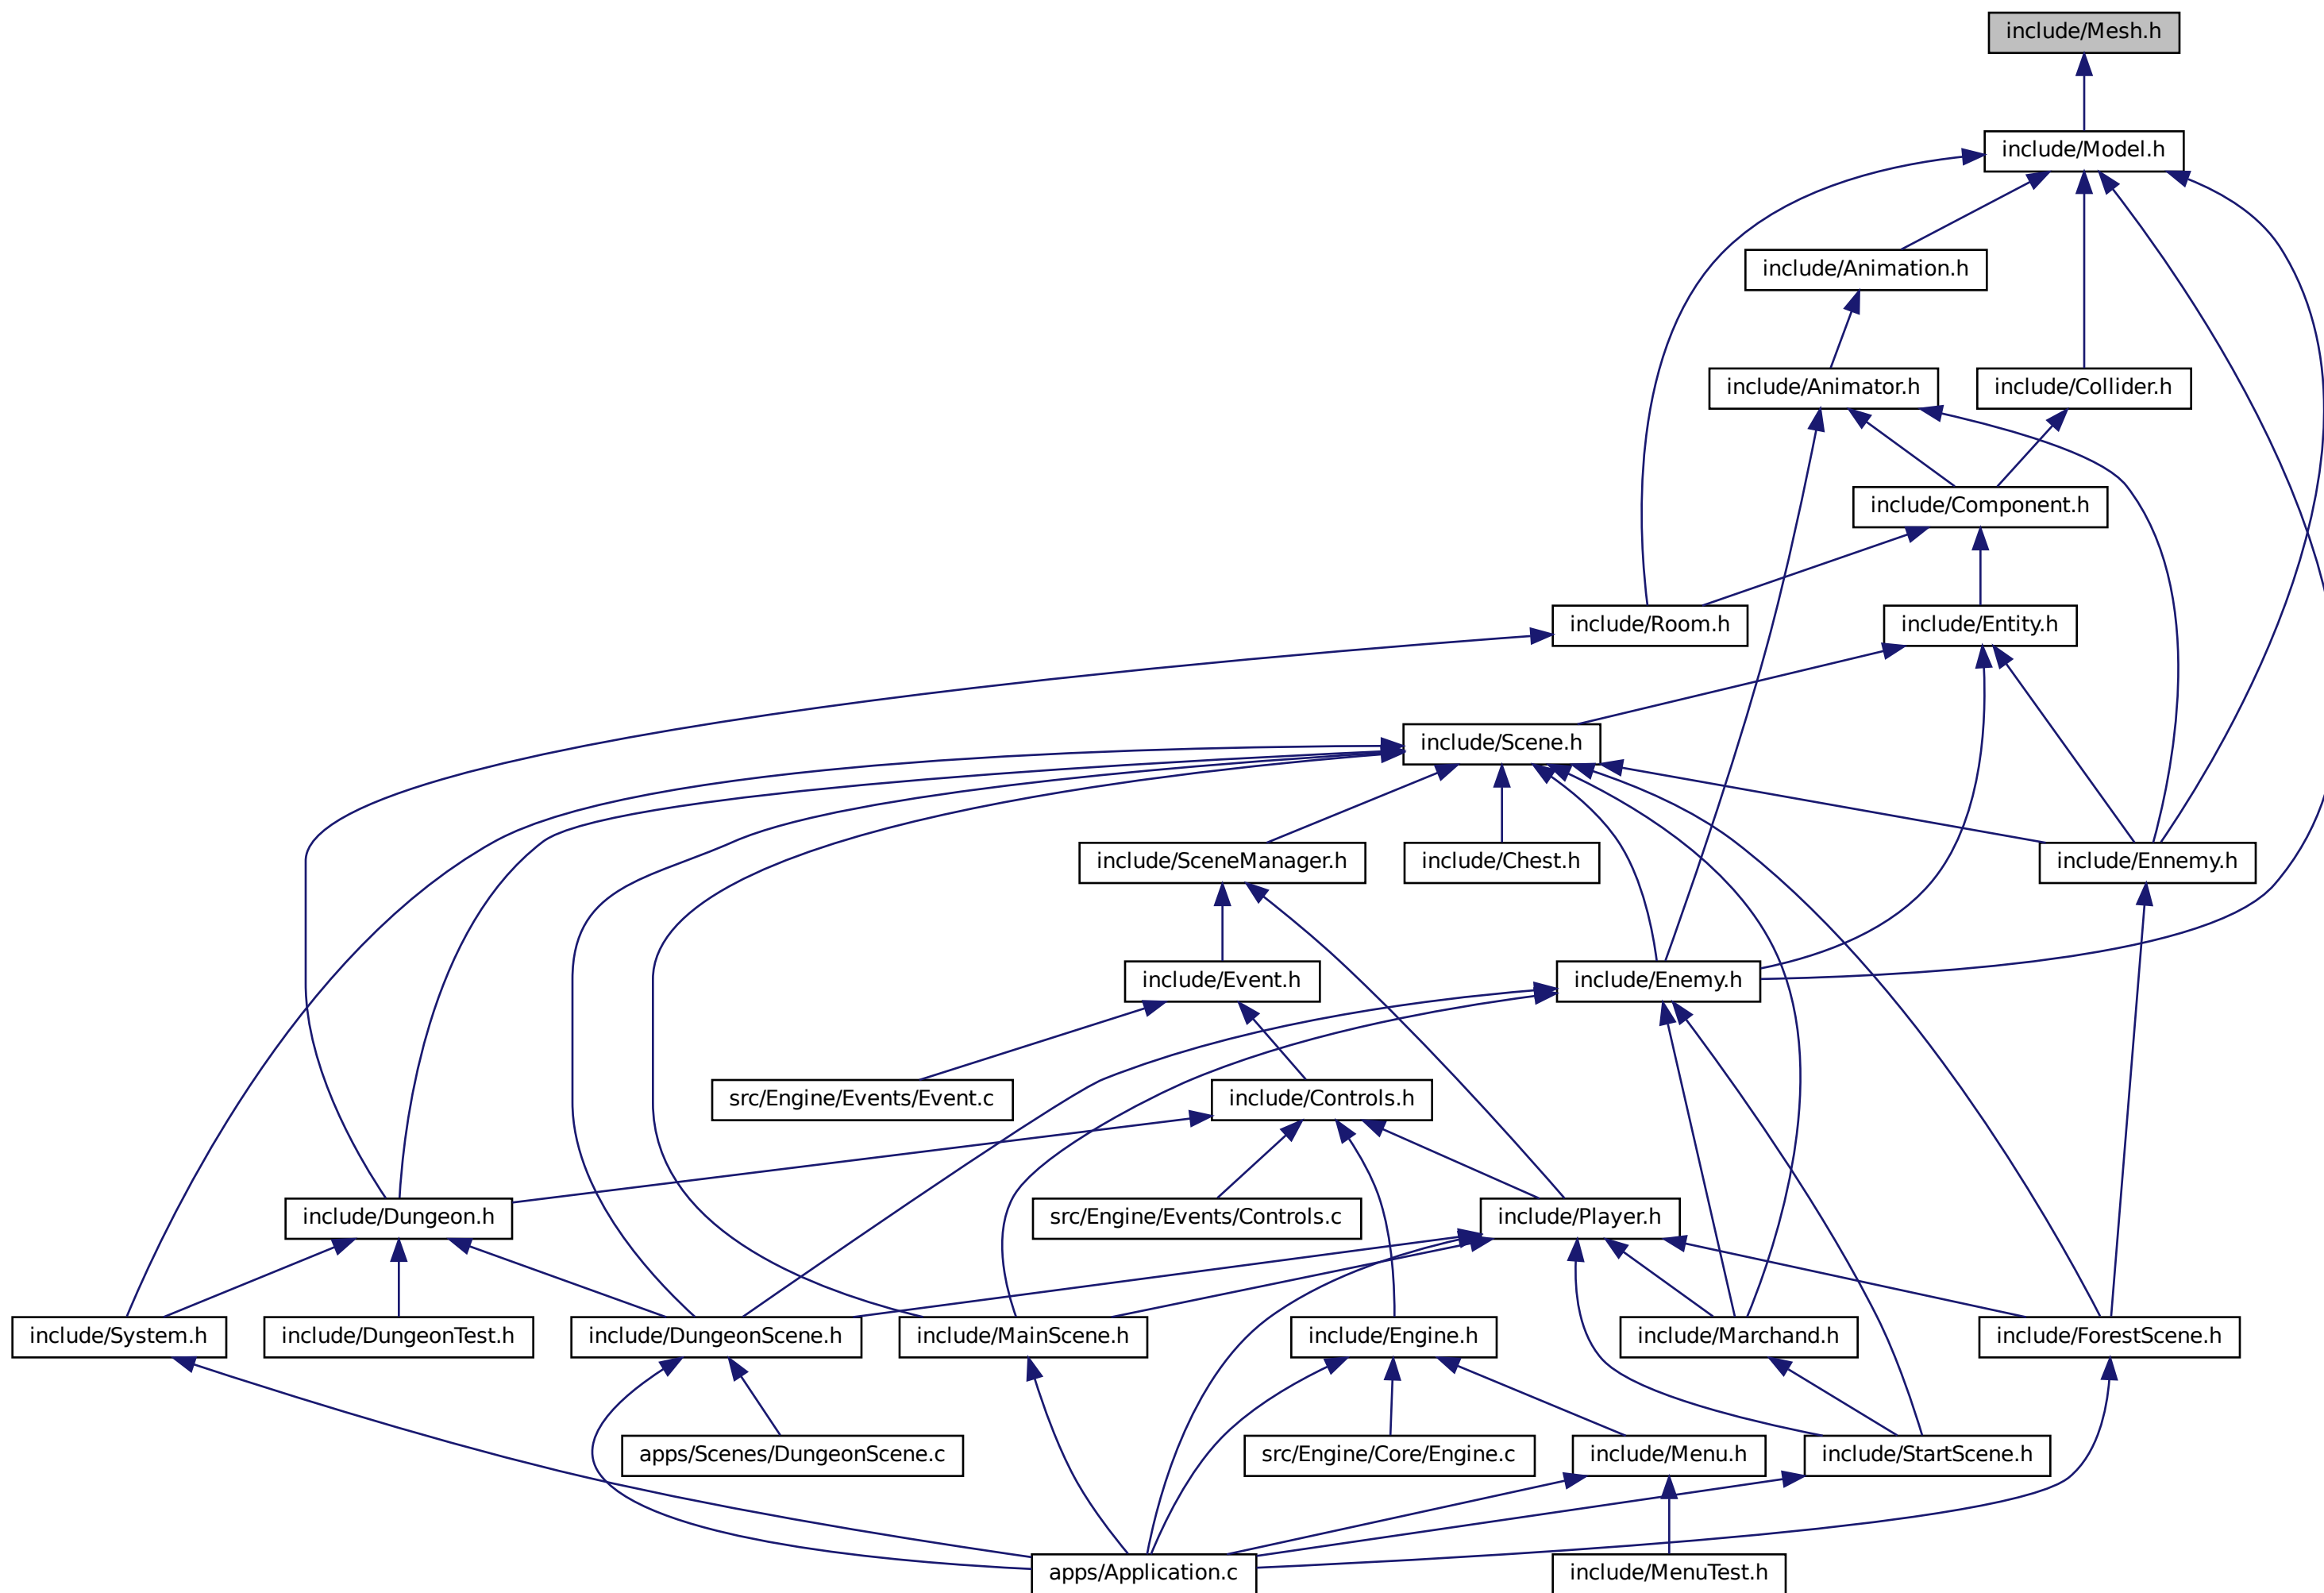 include/Mesh.h
include/Model.h
include/Animation.h
include/Animator.h
include/Collider.h
include/Component.h
include/Room.h
include/Entity.h
include/Scene.h
include/SceneManager.h
include/Chest.h
include/Ennemy.h
include/Event.h
include/Enemy.h
src/Engine/Events/Event.c
include/Controls.h
include/Dungeon.h
src/Engine/Events/Controls.c
include/Player.h
include/System.h
include/DungeonTest.h
include/DungeonScene.h
include/MainScene.h
include/Engine.h
include/Marchand.h
include/ForestScene.h
apps/Scenes/DungeonScene.c
src/Engine/Core/Engine.c
include/Menu.h
include/StartScene.h
apps/Application.c
include/MenuTest.h